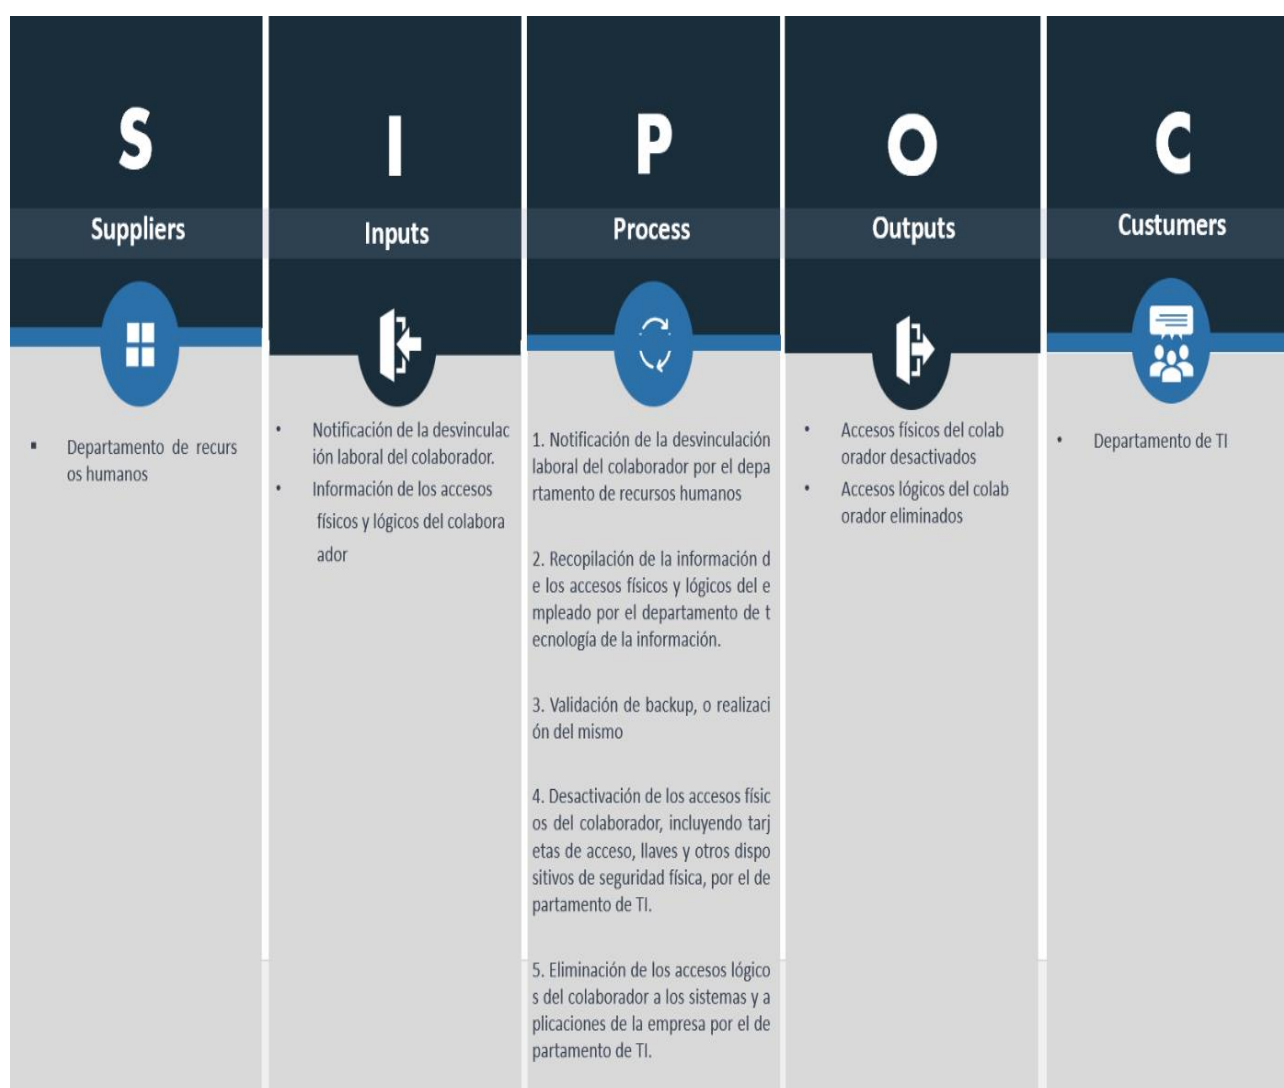 S
Suppliers
▪ Departamento de recurs
os humanos
I
Inputs
• Notificación de la desvinculac
ión laboral del colaborador.
• Información de los accesos
físicos y lógicos del colabora
ador
P
Process
1. Notificación de la desvinculación
laboral del colaborador por el depa
rtamento de recursos humanos
2. Recopilación de la información d
e los accesos físicos y lógicos del e
mpleado por el departamento de t
ecnología de la información.
3. Validación de backup, o realizaci
ón del mismo
4. Desactivación de los accesos físic
os del colaborador, incluyendo tarj
etas de acceso, llaves y otros dispo
sitivos de seguridad física, por el de
partamento de TI.
5. Eliminación de los accesos lógico
s del colaborador a los sistemas y a
plicaciones de la empresa por el de
partamento de TI.
O
Outputs
• Accesos físicos del colab
orador desactivados
• Accesos lógicos del colab
orador eliminados
C
Custumers
• Departamento de TI